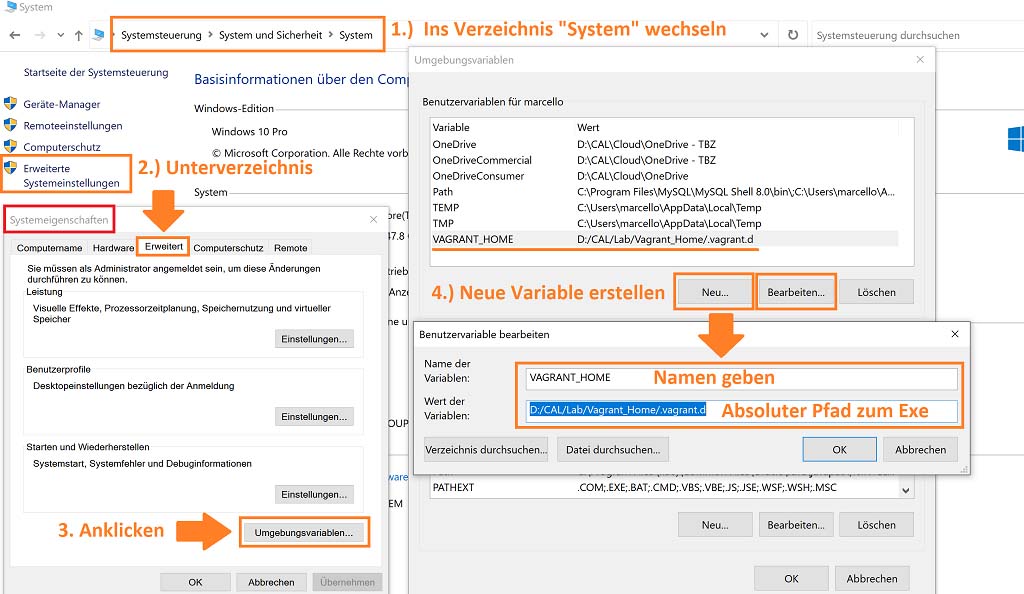 System
Systemsteuerung > System und Sicherheit > System
1.) Ins Verzeichnis "System" wechseln
Systemsteuerung durchsuchen
Startseite der Systemsteuerung
Geräte-Manager
Remoteeinstellungen
Computerschutz
Erweiterte
Systemeinstellungen
2.) Unterverzeichnis
Basisinformationen über den Comp
Windows-Edition
Windows 10 Pro
© Microsoft Corporation. Alle Rechte vorb
System
Systemeigenschaften
Computername Hardware Erweitert Computerschutz Remote
Sie müssen als Administrator angemeldet sein, um diese Änderungen
durchführen zu können.
Leistung
Visuelle Effekte, Prozessorzeitplanung, Speichernutzung und virtueller
Speicher
Einstellungen...
Benutzerprofile
Desktopeinstellungen bezüglich der Anmeldung
Einstellungen...
Starten und Wiederherstellen
Systemstart, Systemfehler und Debuginformationen
Einstellungen...
3. Anklicken
Umgebungsvariablen...
OK Abbrechen Übernehmen
Umgebungsvariablen
Benutzervariablen für marcello
Variable Wert
OneDrive D:\CAL\Cloud\OneDrive - TBZ
OneDriveCommercial D:\CAL\Cloud\OneDrive - TBZ
OneDriveConsumer D:\CAL\Cloud\OneDrive
Path C:\Program Files\MySQL\MySQL Shell 8.0\bin\;C:\Users\marcello\A...
TEMP C:\Users\marcello\AppData\Local\Temp
TMP C:\Users\marcello\AppData\Local\Temp
VAGRANT_HOME D:/CAL/Lab/Vagrant_Home/.vagrant.d
4.) Neue Variable erstellen
Neu... Bearbeiten... Löschen
Benutzervariable bearbeiten
Name der
Variablen:
VAGRANT_HOME Namen geben
Wert der
Variablen:
D:/CAL/Lab/Vagrant_Home/.vagrant.d Absoluter Pfad zum Exe
Verzeichnis durchsuchen... Datei durchsuchen... OK Abbrechen
PATHEXT .COM;.EXE;.BAT;.CMD;.VBS;.VBE;.JS;.JSE;.WSF;.WSH;.MSC
Neu... Bearbeiten... Löschen
OK Abbrechen